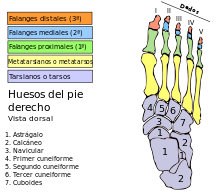 Dedos
I
II
III
IV
V
Falanges distales (3ª)
Falanges mediales (2ª)
Falanges proximales (1ª)
Metatarsianos o metatarsos
Tarsianos o tarsos
Huesos del pie
derecho
Vista dorsal
1. Astrágalo
2. Calcáneo
3. Navicular
4. Primer cuneiforme
5. Segundo cuneiforme
6. Tercer cuneiforme
7. Cuboides
4 5 6 7
3
1 2
2